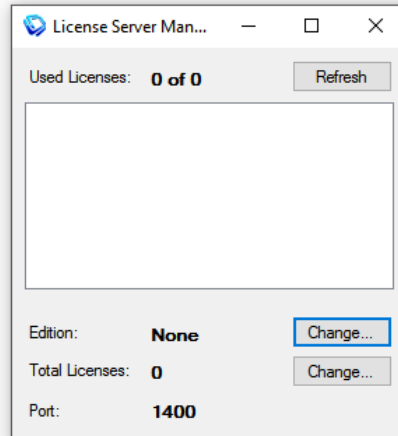 License Server Man...
Used Licenses: 0 of 0 Refresh
Edition: None Change...
Total Licenses: 0 Change...
Port: 1400